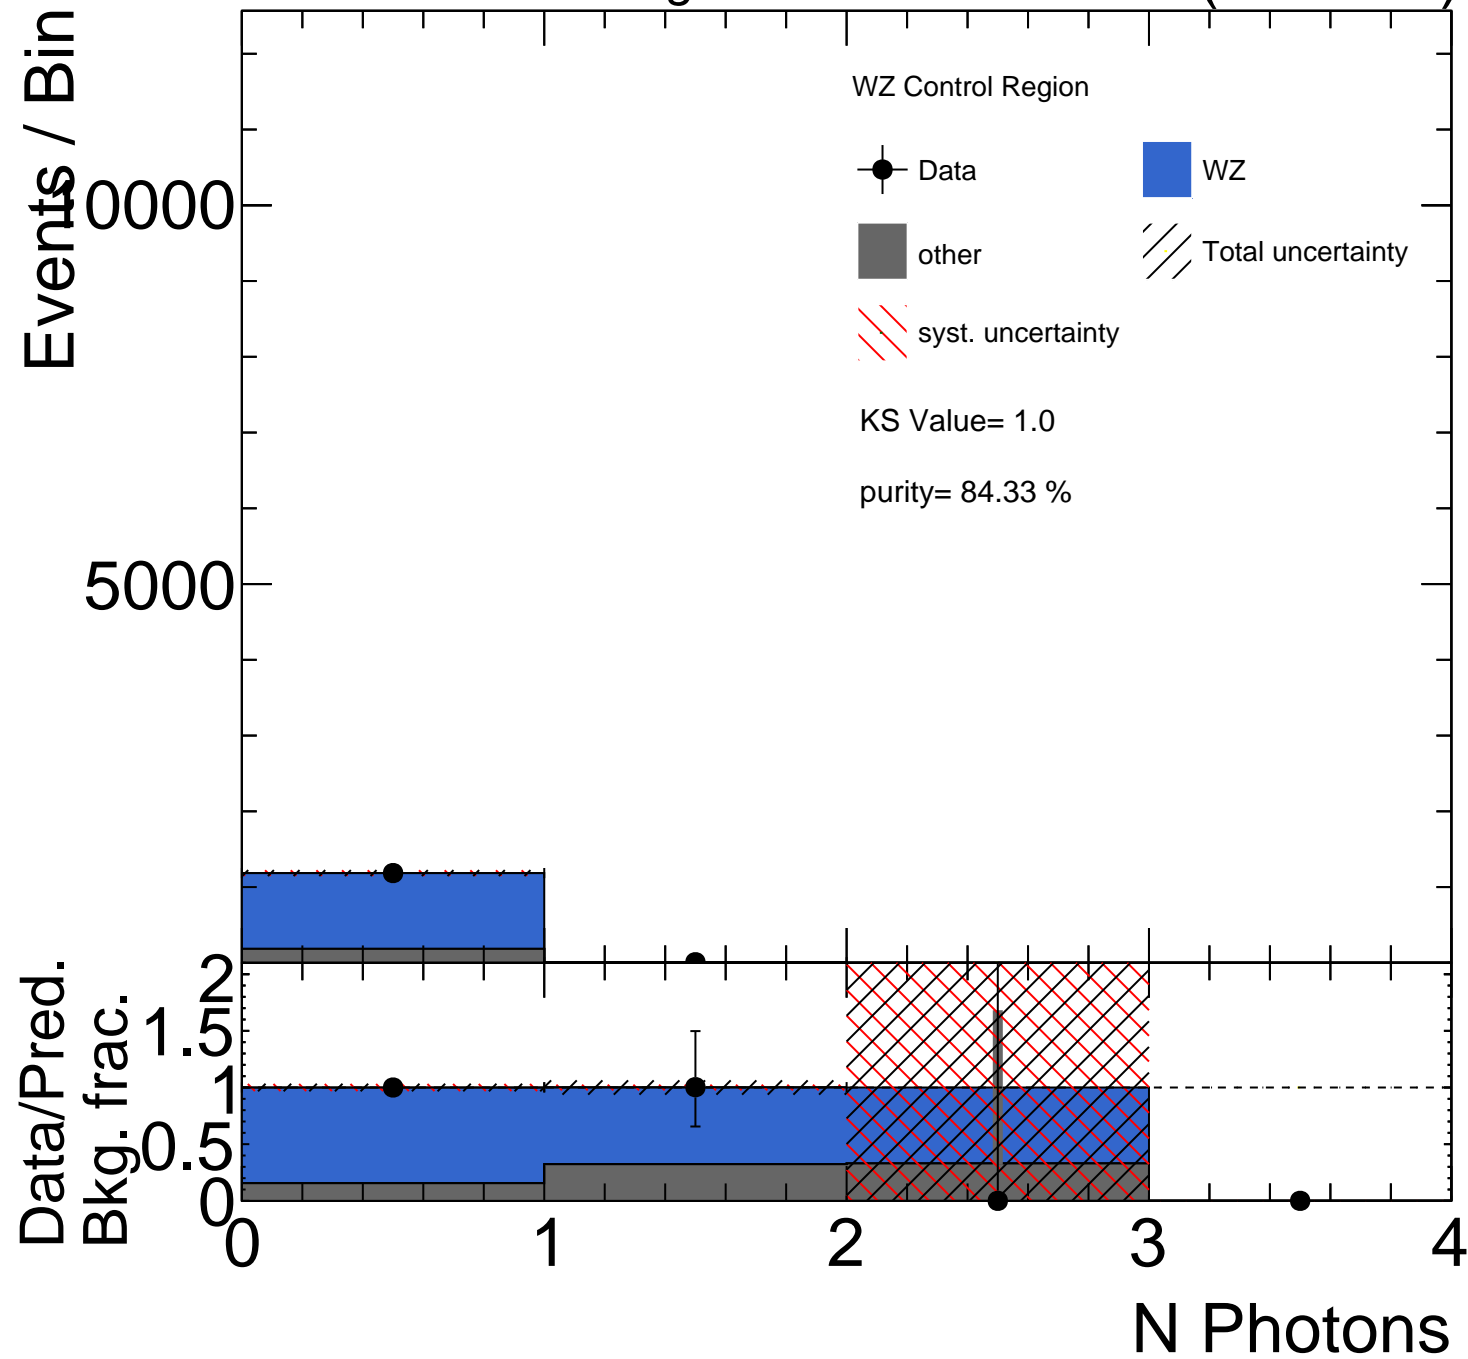 Events / Bin
10000
5000
WZ Control Region
Data
WZ
other
Total uncertainty
syst. uncertainty
KS Value= 1.0
purity= 84.33 %
Data/Pred.
Bkg. frac.
2
1.5
1
0.5
0
0 1 2 3 4
N Photons